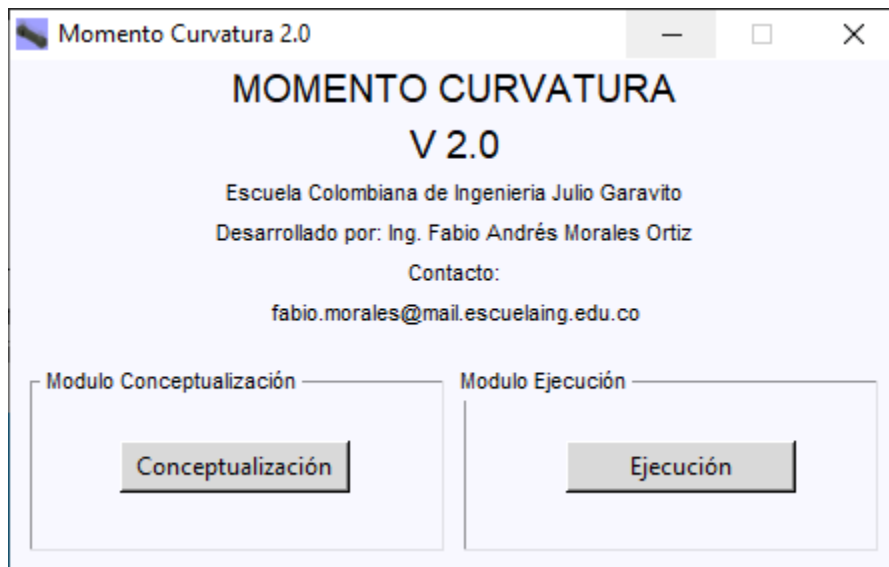 Momento Curvatura 2.0
MOMENTO CURVATURA
V 2.0
Escuela Colombiana de Ingenieria Julio Garavito
Desarrollado por: Ing. Fabio Andrés Morales Ortiz
Contacto:
fabio.morales@mail.escuelaing.edu.co
Modulo Conceptualización
Conceptualización
Modulo Ejecución
Ejecución